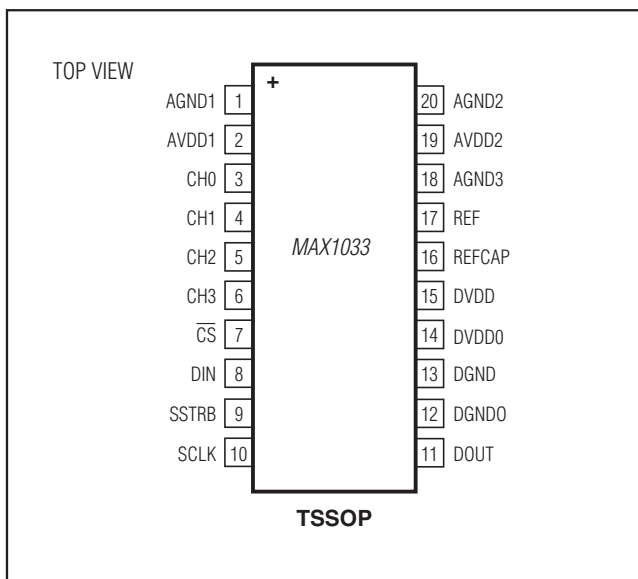 TOP VIEW
+
AGND1 1 20 AGND2
AVDD1 2 19 AVDD2
CH0 3 18 AGND3
CH1 4 17 REF
MAX1033
CH2 5 16 REFCAP
CH3 6 15 DVDD
CS 7 14 DVDD0
DIN 8 13 DGND
SSTRB 9 12 DGNDO
SCLK 10 11 DOUT
TSSOP